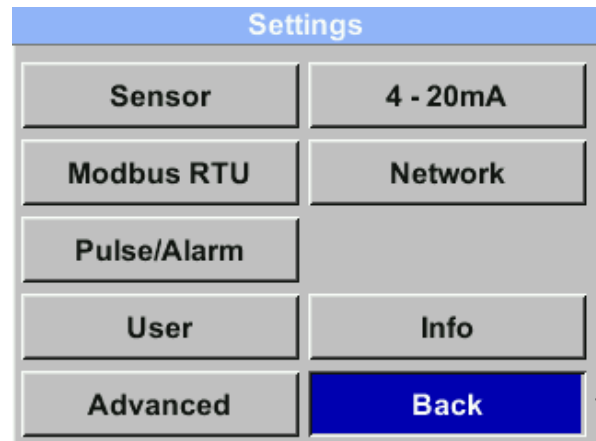 Settings
Sensor
4 - 20mA
Modbus RTU
Network
Pulse/Alarm
User
Info
Advanced
Back